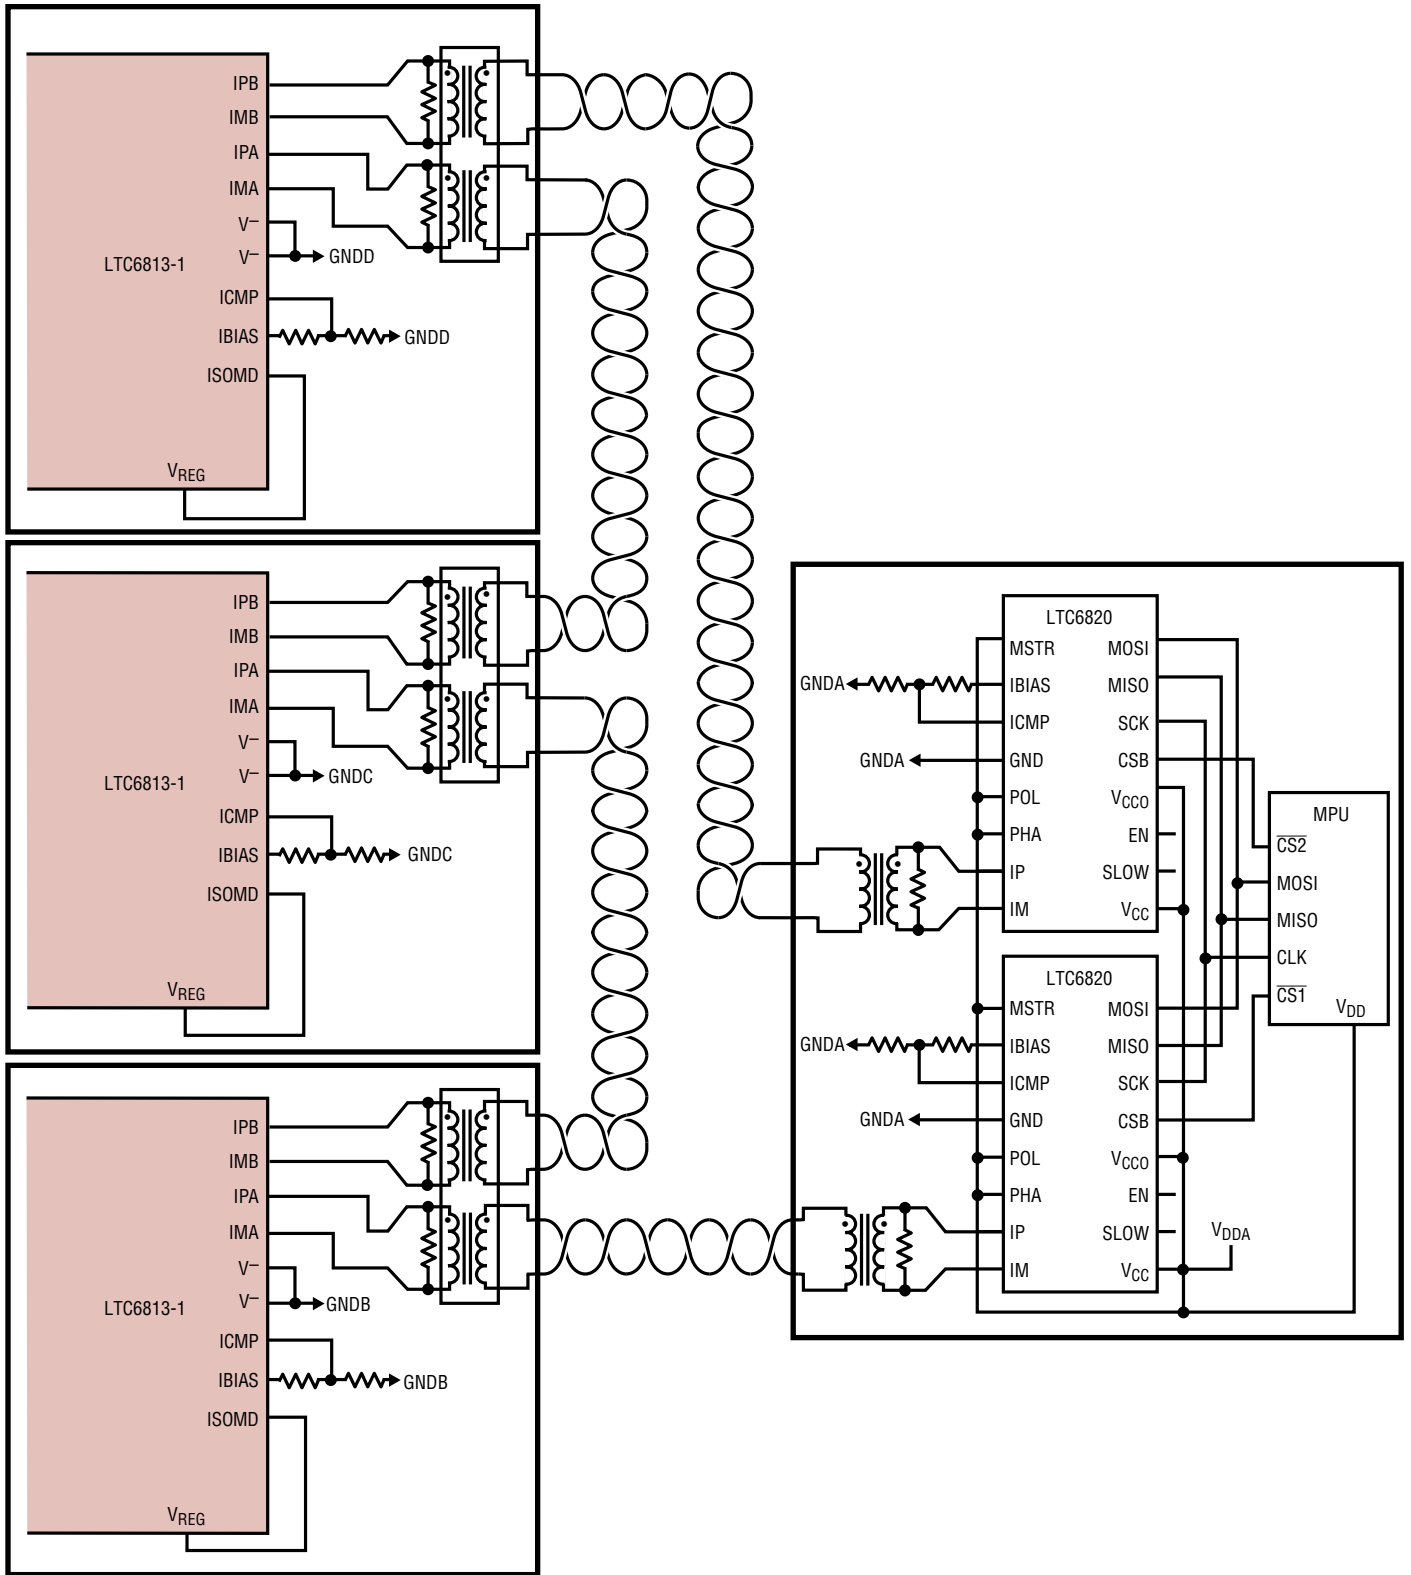 IPB
IMB
IPA
IMA
V–
V–
GNDD
LTC6813-1
ICMP
IBIAS
GNDD
ISOMD
VREG
IPB
IMB
IPA
IMA
V–
V–
GNDC
LTC6813-1
ICMP
IBIAS
GNDC
ISOMD
VREG
IPB
IMB
IPA
IMA
V–
V–
GNDB
LTC6813-1
ICMP
IBIAS
GNDB
ISOMD
VREG
LTC6820
MSTR
MOSI
GNDA
IBIAS
MISO
ICMP
SCK
GNDA
GND
CSB
POL
VCCO
PHA
EN
IP
SLOW
IM
VCC
LTC6820
MSTR
MOSI
GNDA
IBIAS
MISO
ICMP
SCK
GNDA
GND
CSB
POL
VCCO
PHA
EN
IP
SLOW
IM
VCC
VDDA
MPU
CS2
MOSI
MISO
CLK
CS1
VDD